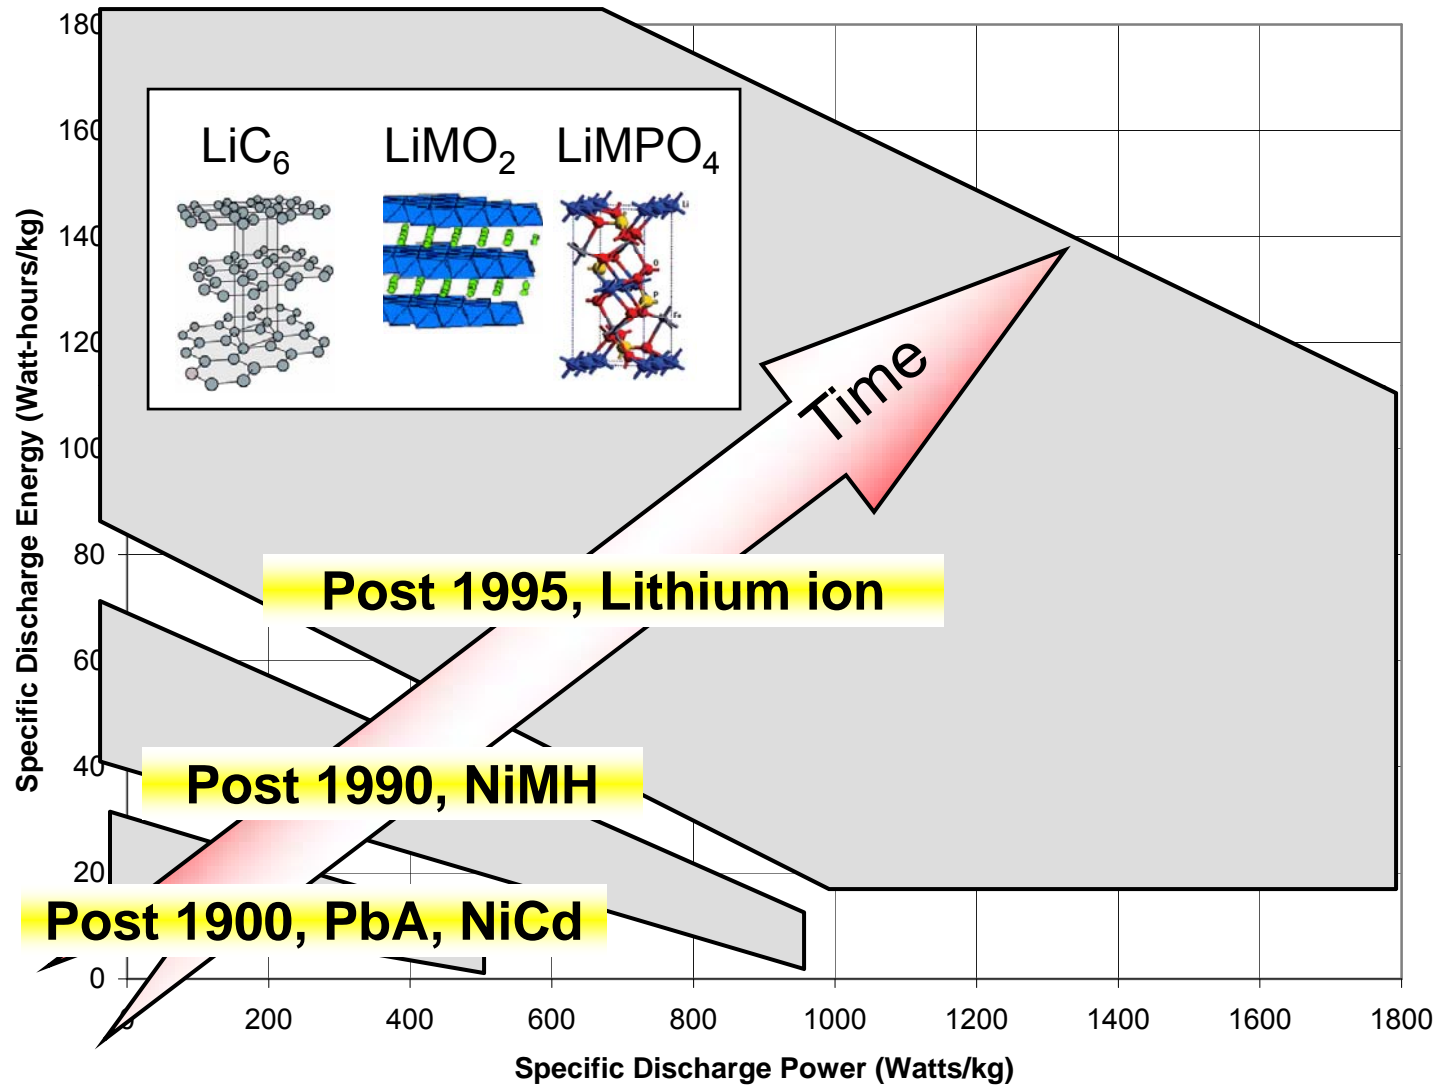 180
160
140
120
100
80
60
40
20
0
Specific Discharge Energy (Watt-hours/kg)
LiC₆ LiMO₂ LiMPO₄
Li
O
P
Fe
Time
Post 1995, Lithium ion
Post 1990, NiMH
Post 1900, PbA, NiCd
0 200 400 600 800 1000 1200 1400 1600 1800
Specific Discharge Power (Watts/kg)